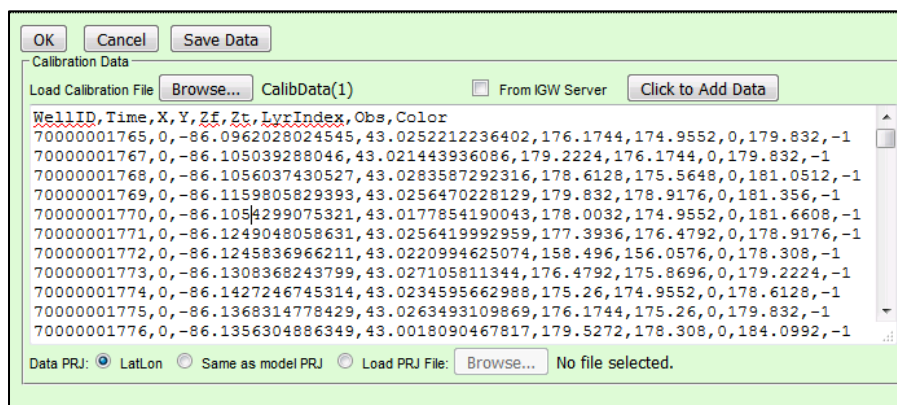 OK Cancel Save Data
Calibration Data
Load Calibration File Browse... CalibData(1) From IGW Server Click to Add Data
WellID,Time,X,Y,Zf,Zt,LyrIndex,Obs,Color
70000001765,0,-86.0962028024545,43.0252212236402,176.1744,174.9552,0,179.832,-1
70000001767,0,-86.105039288046,43.021443936086,179.2224,176.1744,0,179.832,-1
70000001768,0,-86.1056037430527,43.0283587292316,178.6128,175.5648,0,181.0512,-1
70000001769,0,-86.1159805829393,43.0256470228129,179.832,178.9176,0,181.356,-1
70000001770,0,-86.1054299075321,43.0177854190043,178.0032,174.9552,0,181.6608,-1
70000001771,0,-86.1249048058631,43.0256419992959,177.3936,176.4792,0,178.9176,-1
70000001772,0,-86.1245836966211,43.0220994625074,158.496,156.0576,0,178.308,-1
70000001773,0,-86.1308368243799,43.027105811344,176.4792,175.8696,0,179.2224,-1
70000001774,0,-86.1427246745314,43.0234595662988,175.26,174.9552,0,178.6128,-1
70000001775,0,-86.1368314778429,43.0263493109869,176.1744,175.26,0,179.832,-1
70000001776,0,-86.1356304886349,43.0018090467817,179.5272,178.308,0,184.0992,-1
Data PRJ: LatLon Same as model PRJ Load PRJ File: Browse... No file selected.